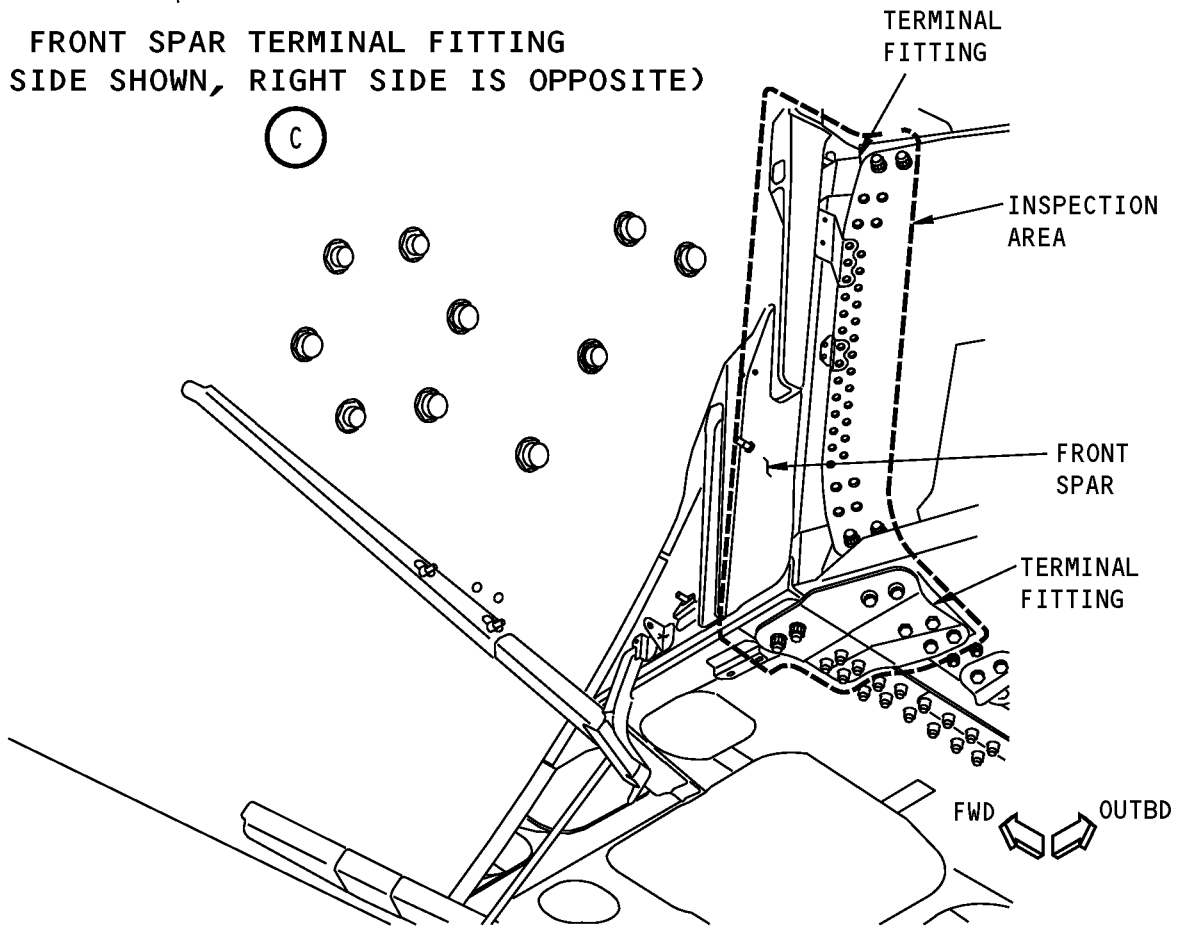 FRONT SPAR TERMINAL FITTING
SIDE SHOWN, RIGHT SIDE IS OPPOSITE)
C
TERMINAL
FITTING
INSPECTION
AREA
FRONT
SPAR
TERMINAL
FITTING
FWD
OUTBD